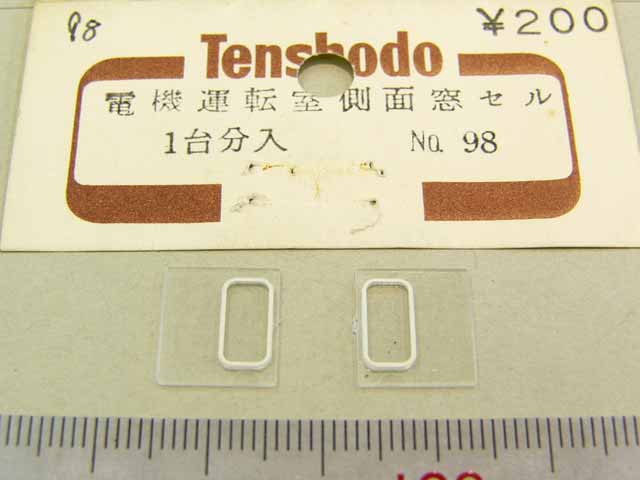 98
¥200
Tenshodo
電機運転室側面窓セル
1台分入 No. 98